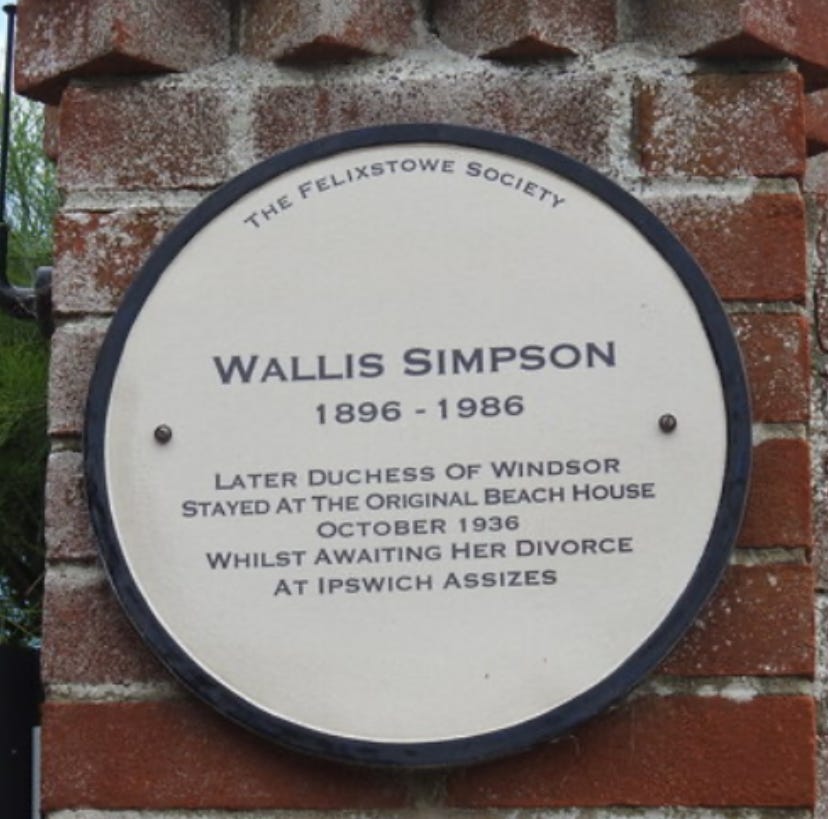 The Felixstowe Society
Wallis Simpson
1896 - 1986
Later Duchess Of Windsor
Stayed At The Original Beach House
October 1936
Whilst Awaiting Her Divorce
at Ipswich Assizes